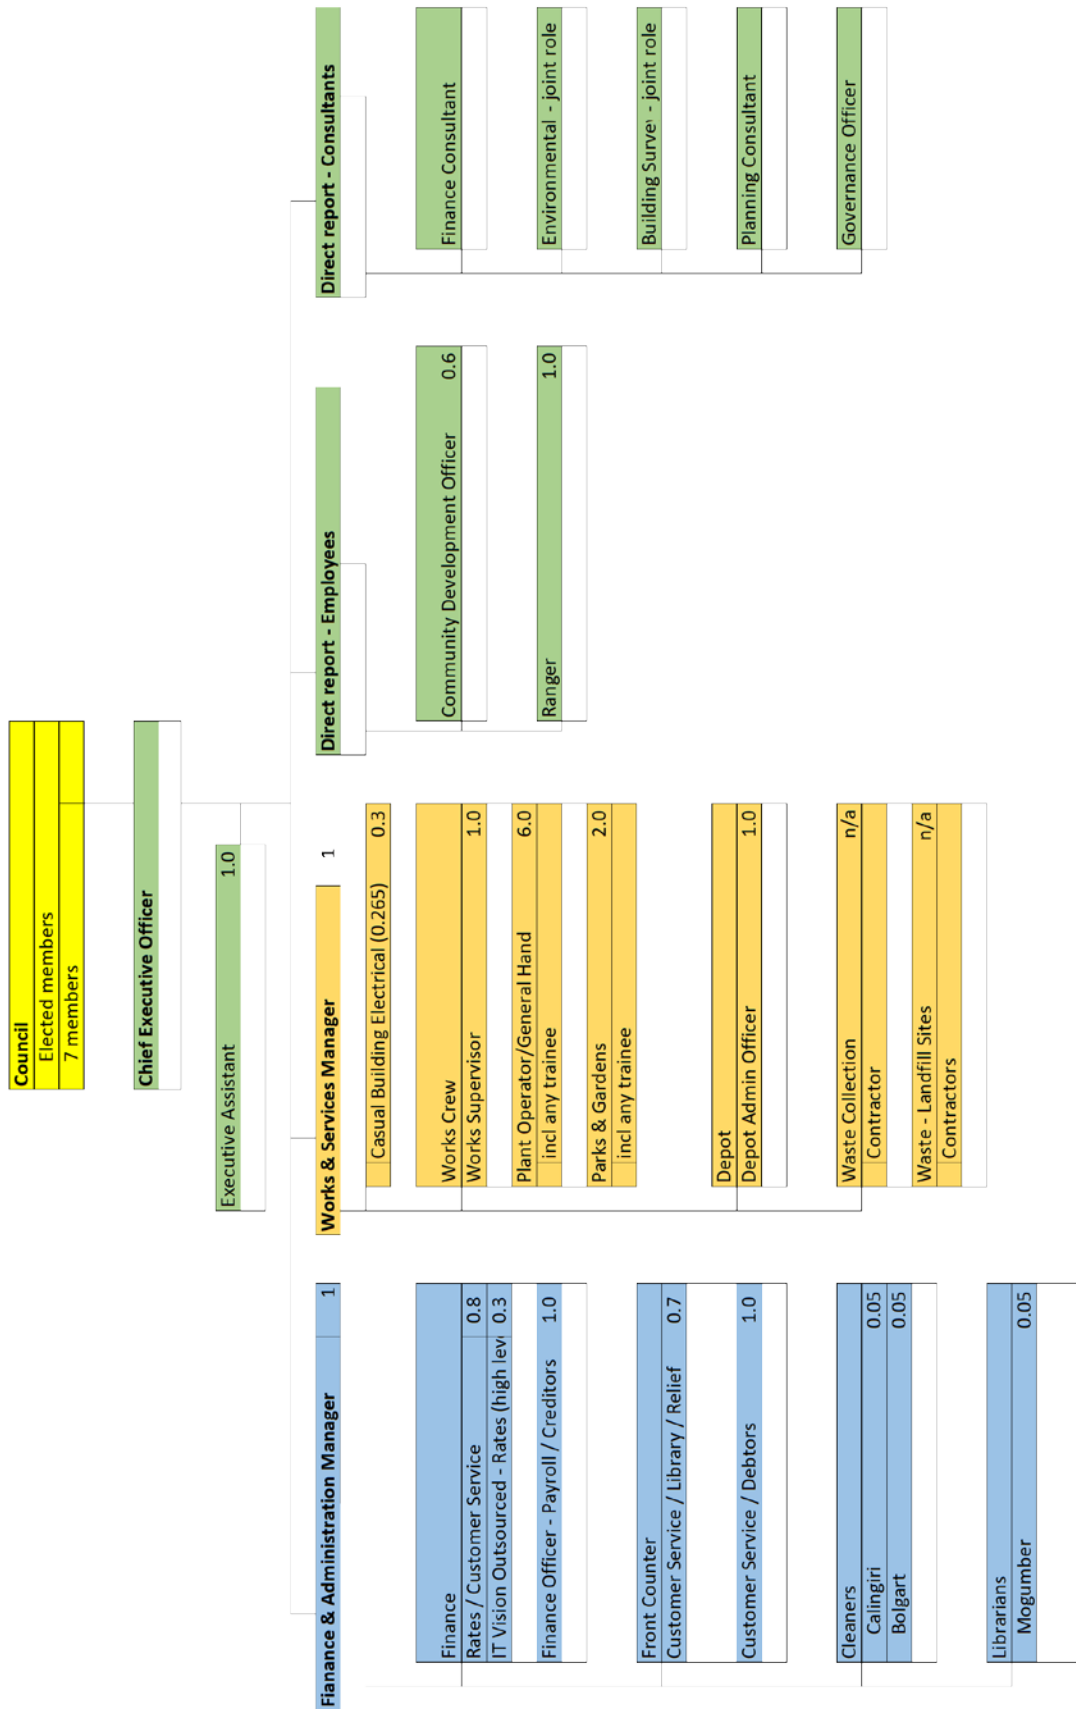 Council
Elected members
7 members
Chief Executive Officer
Executive Assistant 1.0
Fianance & Administration Manager 1
Finance
Rates / Customer Service 0.8
IT Vision Outsourced - Rates (high leve 0.3
Finance Officer - Payroll / Creditors 1.0
Front Counter
Customer Service / Library / Relief 0.7
Customer Service / Debtors 1.0
Cleaners
Calingiri 0.05
Bolgart 0.05
Librarians
Mogumber 0.05
Works & Services Manager 1
Casual Building Electrical (0.265) 0.3
Works Crew
Works Supervisor 1.0
Plant Operator/General Hand 6.0
incl any trainee
Parks & Gardens 2.0
incl any trainee
Depot
Depot Admin Officer 1.0
Waste Collection n/a
Contractor
Waste - Landfill Sites n/a
Contractors
Direct report - Employees
Community Development Officer 0.6
Ranger 1.0
Direct report - Consultants
Finance Consultant
Environmental - joint role
Building Surve - joint role
Planning Consultant
Governance Officer